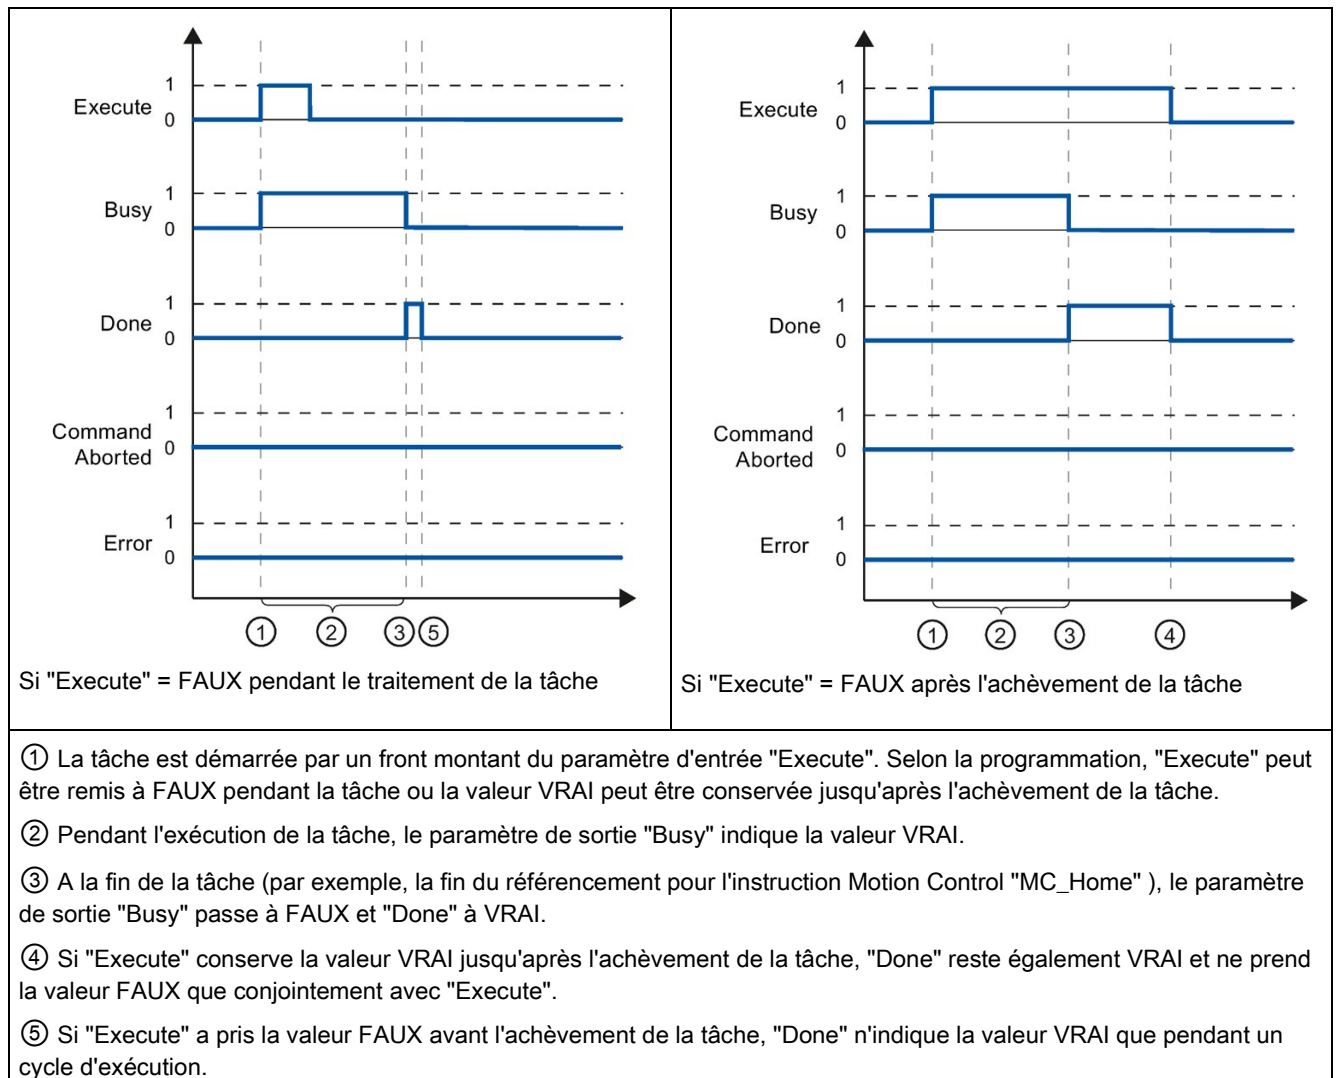 1
Execute
0
1
Busy
0
1
Done
0
1
Command
Aborted
0
1
Error
0
① ② ③ ⑤
Si "Execute" = FAUX pendant le traitement de la tâche
1
Execute
0
1
Busy
0
1
Done
0
1
Command
Aborted
0
1
Error
0
① ② ③ ④
Si "Execute" = FAUX après l'achèvement de la tâche
① La tâche est démarrée par un front montant du paramètre d'entrée "Execute". Selon la programmation, "Execute" peut
être remis à FAUX pendant la tâche ou la valeur VRAI peut être conservée jusqu'après l'achèvement de la tâche.
② Pendant l'exécution de la tâche, le paramètre de sortie "Busy" indique la valeur VRAI.
③ A la fin de la tâche (par exemple, la fin du référencement pour l'instruction Motion Control "MC_Home" ), le paramètre
de sortie "Busy" passe à FAUX et "Done" à VRAI.
④ Si "Execute" conserve la valeur VRAI jusqu'après l'achèvement de la tâche, "Done" reste également VRAI et ne prend
la valeur FAUX que conjointement avec "Execute".
⑤ Si "Execute" a pris la valeur FAUX avant l'achèvement de la tâche, "Done" n'indique la valeur VRAI que pendant un
cycle d'exécution.